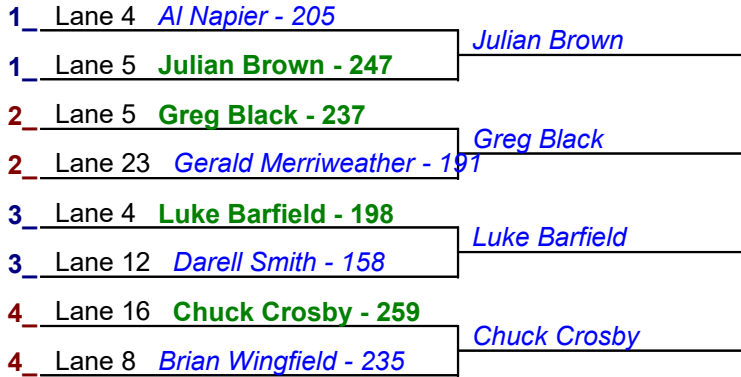 1_ Lane 4 Al Napier - 205
Julian Brown
1_ Lane 5 Julian Brown - 247
2_ Lane 5 Greg Black - 237
Greg Black
2_ Lane 23 Gerald Merriweather - 191
3_ Lane 4 Luke Barfield - 198
Luke Barfield
3_ Lane 12 Darell Smith - 158
4_ Lane 16 Chuck Crosby - 259
Chuck Crosby
4_ Lane 8 Brian Wingfield - 235